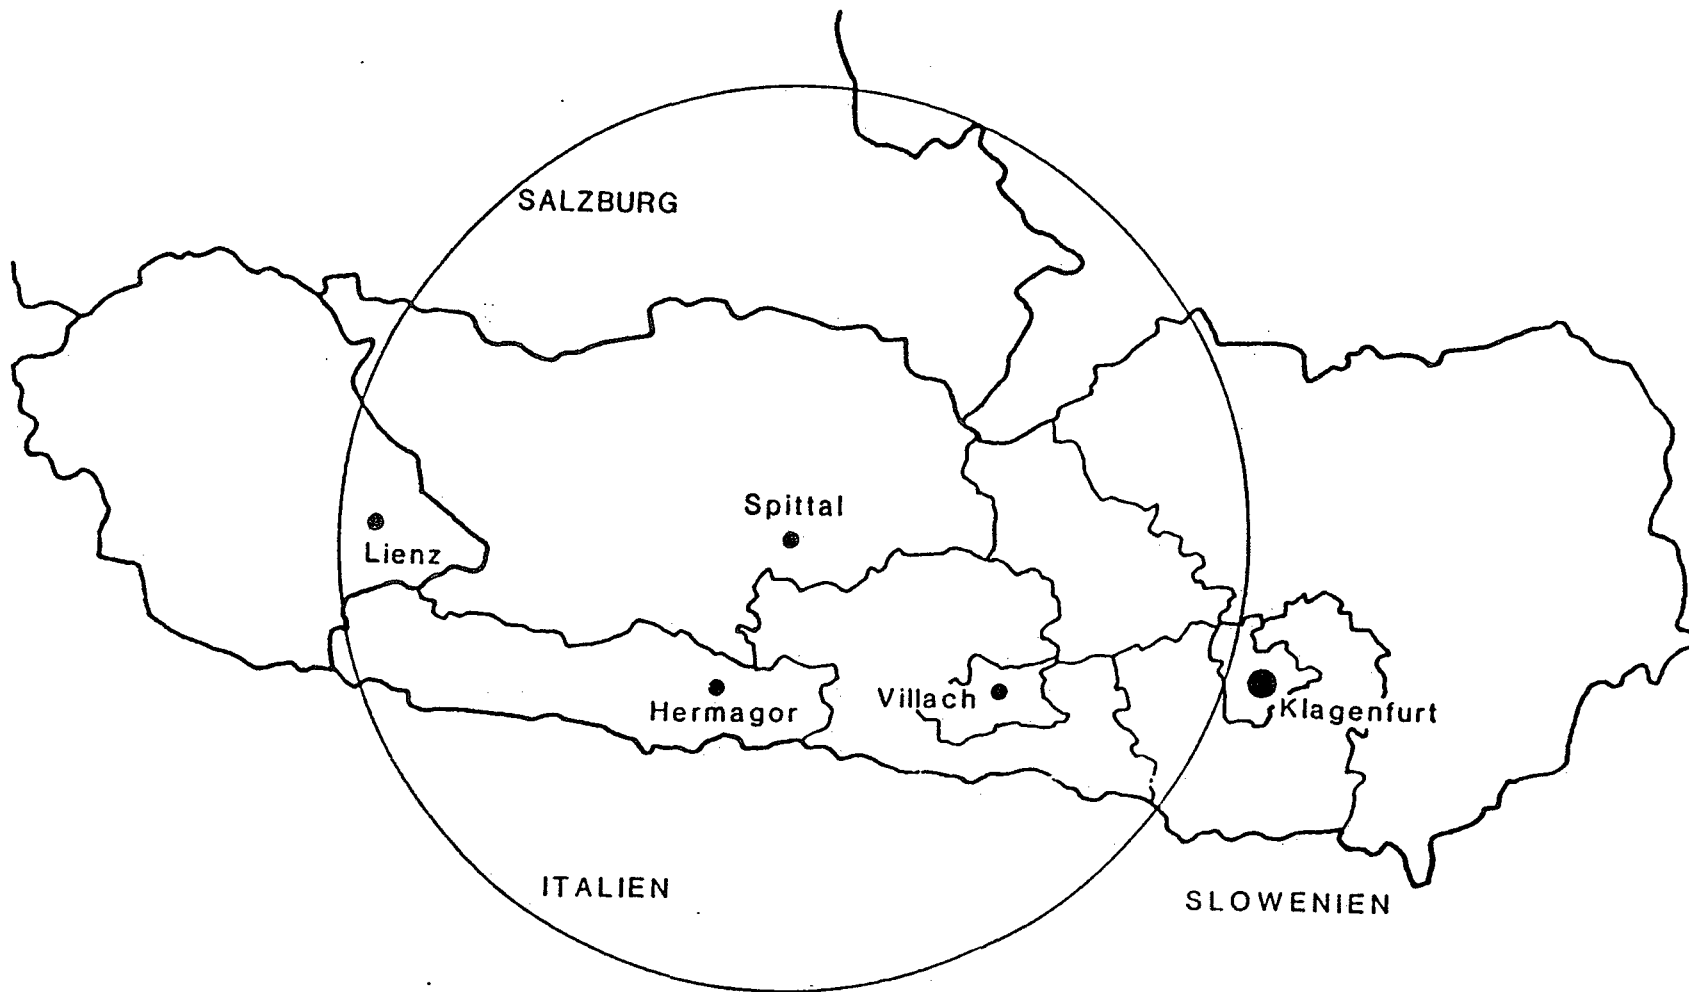 SALZBURG
Spittal
Lienz
Hermagor
Villach
Klagenfurt
ITALIEN
SLOWENIEN